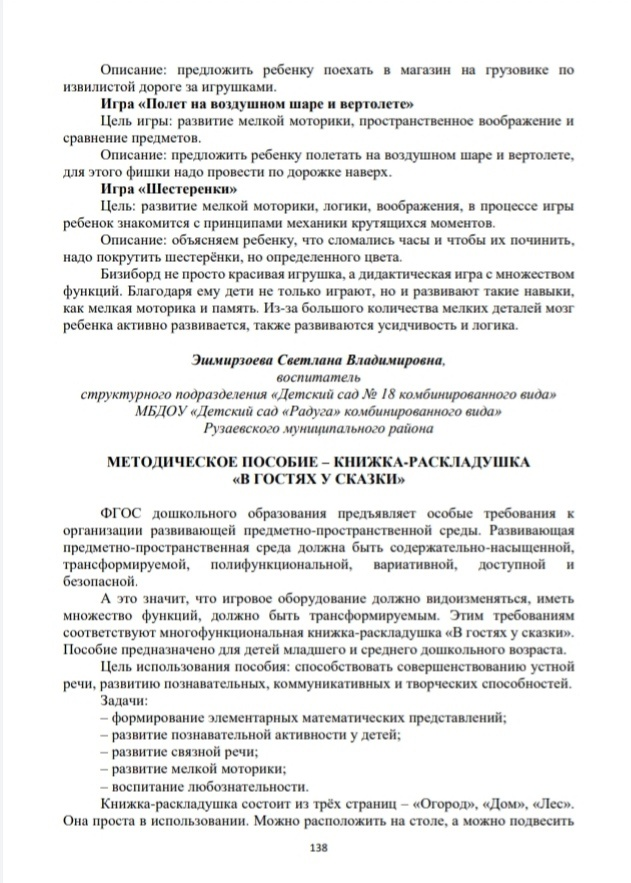 Описание: предложить ребенку поехать в магазин на грузовике по
извилистой дороге за игрушками.
Игра «Полет на воздушном шаре и вертолете»
Цель игры: развитие мелкой моторики, пространственное воображение и
сравнение предметов.
Описание: предложить ребенку полетать на воздушном шаре и вертолете,
для этого фишки надо провести по дорожке наверх.
Игра «Шестеренки»
Цель: развитие мелкой моторики, логики, воображения, в процессе игры
ребенок знакомится с принципами механики крутящихся моментов.
Описание: объясняем ребенку, что сломались часы и чтобы их починить,
надо покрутить шестерёнки, но определенного цвета.
Бизиборд не просто красивая игрушка, а дидактическая игра с множеством
функций. Благодаря ему дети не только играют, но и развивают такие навыки,
как мелкая моторика и память. Из-за большого количества мелких деталей мозг
ребенка активно развивается, также развиваются усидчивость и логика.
Эшмирзоева Светлана Владимировна,
воспитатель
структурного подразделения «Детский сад № 18 комбинированного вида»
МБДОУ «Детский сад «Радуга» комбинированного вида»
Рузаевского муниципального района
МЕТОДИЧЕСКОЕ ПОСОБИЕ – КНИЖКА-РАСКЛАДУШКА
«В ГОСТЯХ У СКАЗКИ»
ФГОС дошкольного образования предъявляет особые требования к
организации развивающей предметно-пространственной среды. Развивающая
предметно-пространственная среда должна быть содержательно-насыщенной,
трансформируемой, полифункциональной, вариативной, доступной и
безопасной.
А это значит, что игровое оборудование должно видоизменяться, иметь
множество функций, должно быть трансформируемым. Этим требованиям
соответствуют многофункциональная книжка-раскладушка «В гостях у сказки».
Пособие предназначено для детей младшего и среднего дошкольного возраста.
Цель использования пособия: способствовать совершенствованию устной
речи, развитию познавательных, коммуникативных и творческих способностей.
Задачи:
– формирование элементарных математических представлений;
– развитие познавательной активности у детей;
– развитие связной речи;
– развитие мелкой моторики;
– воспитание любознательности.
Книжка-раскладушка состоит из трёх страниц – «Огород», «Дом», «Лес».
Она проста в использовании. Можно расположить на столе, а можно подвесить
138